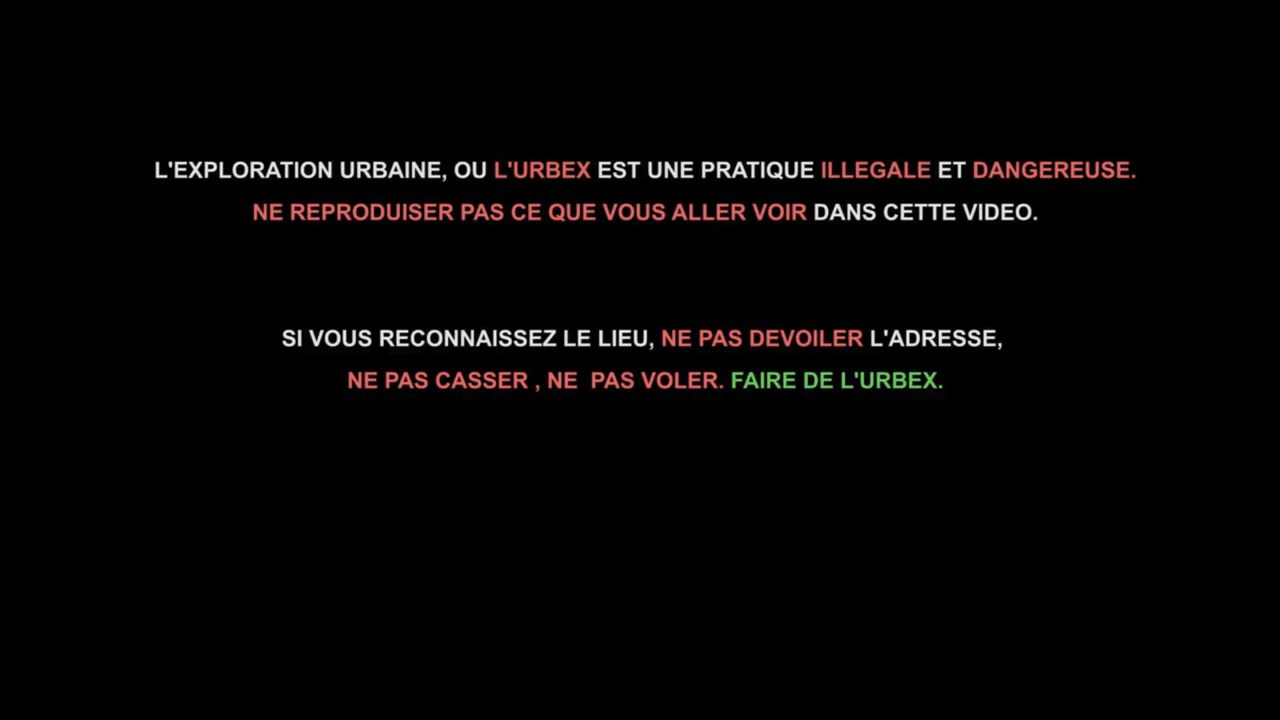 L'EXPLORATION URBAINE, OU L'URBEX EST UNE PRATIQUE ILLEGALE ET DANGEREUSE.
NE REPRODUISER PAS CE QUE VOUS ALLER VOIR DANS CETTE VIDEO.
SI VOUS RECONNAISSEZ LE LIEU, NE PAS DEVOILER L'ADRESSE,
NE PAS CASSER , NE  PAS VOLER. FAIRE DE L'URBEX.